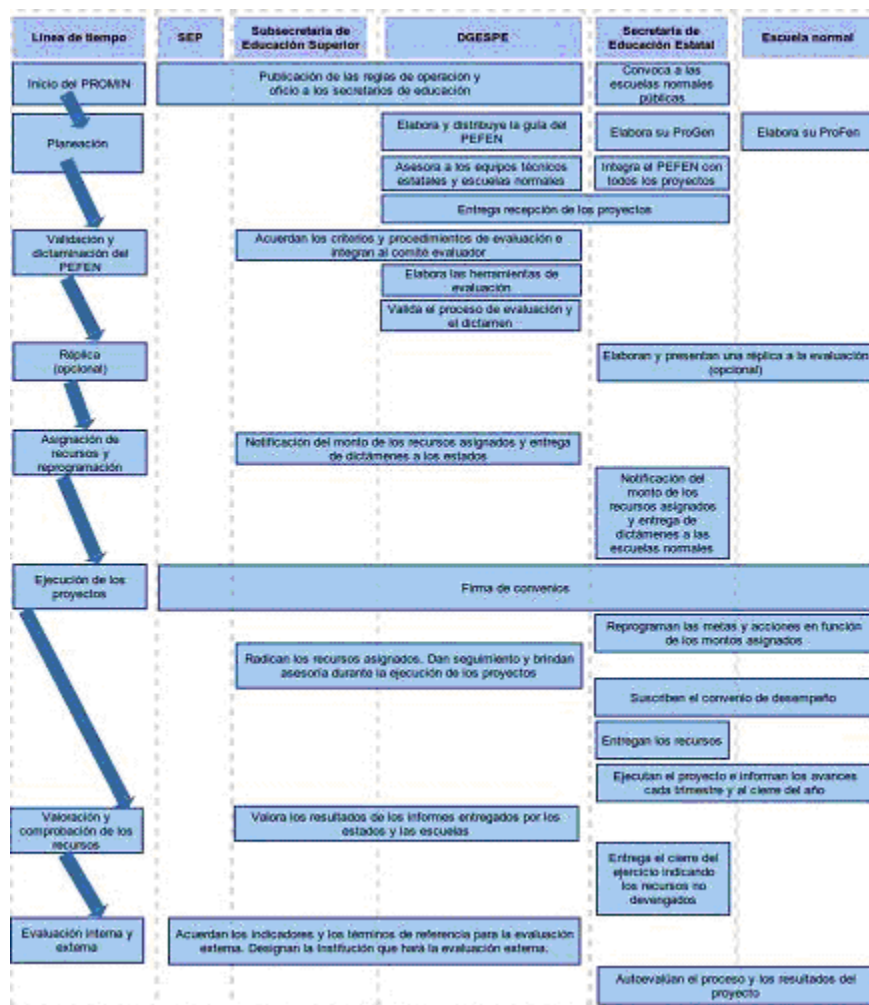 Línea de tiempo
SEP
Subsecretaría de
Educación Superior
DGESPE
Secretaría de
Educación Estatal
Escuela normal
Inicio del PROMIN
Publicación de las reglas de operacion y
oficio a los secretarios de educación
Convoca a las
escuelas normales
públicas
Planeación
Elabora y distribuye la guía del
PEFEN
Elabora su ProGen
Elabora su ProFen
Asesora a los equipos técnicos
estatales y escuelas normales
Integra el PEFEN con
todos los proyectos
Entrega recepción de los proyectos
Validación y
dictaminación del
PEFEN
Acuerdan los criterios y procedimientos de evaluación e
integran al comité evaluador
Elabora las herramientas de
evaluación
Valida el proceso de evaluación y
el dictamen
Réplica
(opcional)
Elaboran y presentan una réplica a la evaluación
(opcional)
Asignación de
recursos y
reprogramación
Notificación del monto de los recursos asignados y entrega
de dictámenes a los estados
Notificación del
monto de los
recursos asignados
y entrega de
dictámenes a las
escuelas normales
Ejecución de los
proyectos
Firma de convenios
Reprograman las metas y acciones en función
de los montos asignados
Radican los recursos asignados. Dan seguimiento y brindan
asesoría durante la ejecución de los proyectos
Suscriben el convenio de desempeño
Entregan los recursos
Ejecutan el proyecto e informan los avances
cada trimestre y al cierre del año
Valoración y
comprobación de los
recursos
Valora los resultados de los informes entregados por los
estados y las escuelas
Entrega el cierre del
ejercicio indicando
los recursos no
devengados
Evaluación interna y
externa
Acuerdan los indicadores y los términos de referencia para la evaluación
externa. Designan la Institución que hará la evaluación externa.
Autoevalúan el proceso y los resultados del
proyecto